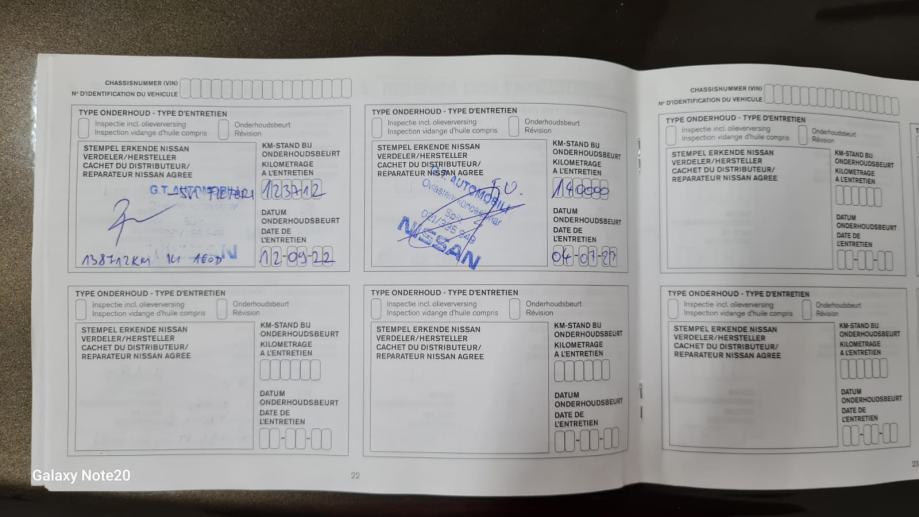 CHASSISNUMMER (VIN)
N° D'IDENTIFICATION DU VEHICULE
TYPE ONDERHOUD - TYPE D'ENTRETIEN
Inspectie incl. olieverversing
Inspection vidange d'huile compris
Onderhoudsbeurt
Révision
STEMPEL ERKENDE NISSAN
VERDELER/HERSTELLER
CACHET DU DISTRIBUTEUR/
REPARATEUR NISSAN AGREE
KM-STAND BIJ
ONDERHOUDSBEURT
KILOMETRAGE
A L'ENTRETIEN
123712
DATUM
ONDERHOUDSBEURT
DATE DE
L'ENTRETIEN
12-09-22
138712KM
TYPE ONDERHOUD - TYPE D'ENTRETIEN
Inspectie incl. olieverversing
Inspection vidange d'huile compris
Onderhoudsbeurt
Révision
STEMPEL ERKENDE NISSAN
VERDELER/HERSTELLER
CACHET DU DISTRIBUTEUR/
REPARATEUR NISSAN AGREE
AUTOMOBILI
NISSAN
KM-STAND BIJ
ONDERHOUDSBEURT
KILOMETRAGE
A L'ENTRETIEN
140000
DATUM
ONDERHOUDSBEURT
DATE DE
L'ENTRETIEN
TYPE ONDERHOUD - TYPE D'ENTRETIEN
Inspectie incl. olieverversing
Inspection vidange d'huile compris
Onderhoudsbeurt
Révision
STEMPEL ERKENDE NISSAN
VERDELER/HERSTELLER
CACHET DU DISTRIBUTEUR/
REPARATEUR NISSAN AGREE
KM-STAND BIJ
ONDERHOUDSBEURT
KILOMETRAGE
A L'ENTRETIEN
DATUM
ONDERHOUDSBEURT
DATE DE
L'ENTRETIEN
TYPE ONDERHOUD - TYPE D'ENTRETIEN
Inspectie incl. olieverversing
Inspection vidange d'huile compris
Onderhoudsbeurt
Révision
STEMPEL ERKENDE NISSAN
VERDELER/HERSTELLER
CACHET DU DISTRIBUTEUR/
REPARATEUR NISSAN AGREE
KM-STAND BIJ
ONDERHOUDSBEURT
KILOMETRAGE
A L'ENTRETIEN
DATUM
ONDERHOUDSBEURT
DATE DE
L'ENTRETIEN
22
CHASSISNUMMER (VIN)
N° D'IDENTIFICATION DU VEHICULE
TYPE ONDERHOUD - TYPE D'ENTRETIEN
Inspectie incl. olieverversing
Inspection vidange d'huile compris
Onderhoudsbeurt
Révision
STEMPEL ERKENDE NISSAN
VERDELER/HERSTELLER
CACHET DU DISTRIBUTEUR/
REPARATEUR NISSAN AGREE
KM-STAND BIJ
ONDERHOUDSBEURT
KILOMETRAGE
A L'ENTRETIEN
DATUM
ONDERHOUDSBEURT
DATE DE
L'ENTRETIEN
TYPE ONDERHOUD - TYPE D'ENTRETIEN
Inspectie incl. olieverversing
Inspection vidange d'huile compris
Onderhoudsbeurt
Révision
STEMPEL ERKENDE NISSAN
VERDELER/HERSTELLER
CACHET DU DISTRIBUTEUR/
REPARATEUR NISSAN AGREE
KM-STAND BIJ
ONDERHOUDSBEURT
KILOMETRAGE
A L'ENTRETIEN
DATUM
ONDERHOUDSBEURT
DATE DE
L'ENTRETIEN
Galaxy Note20